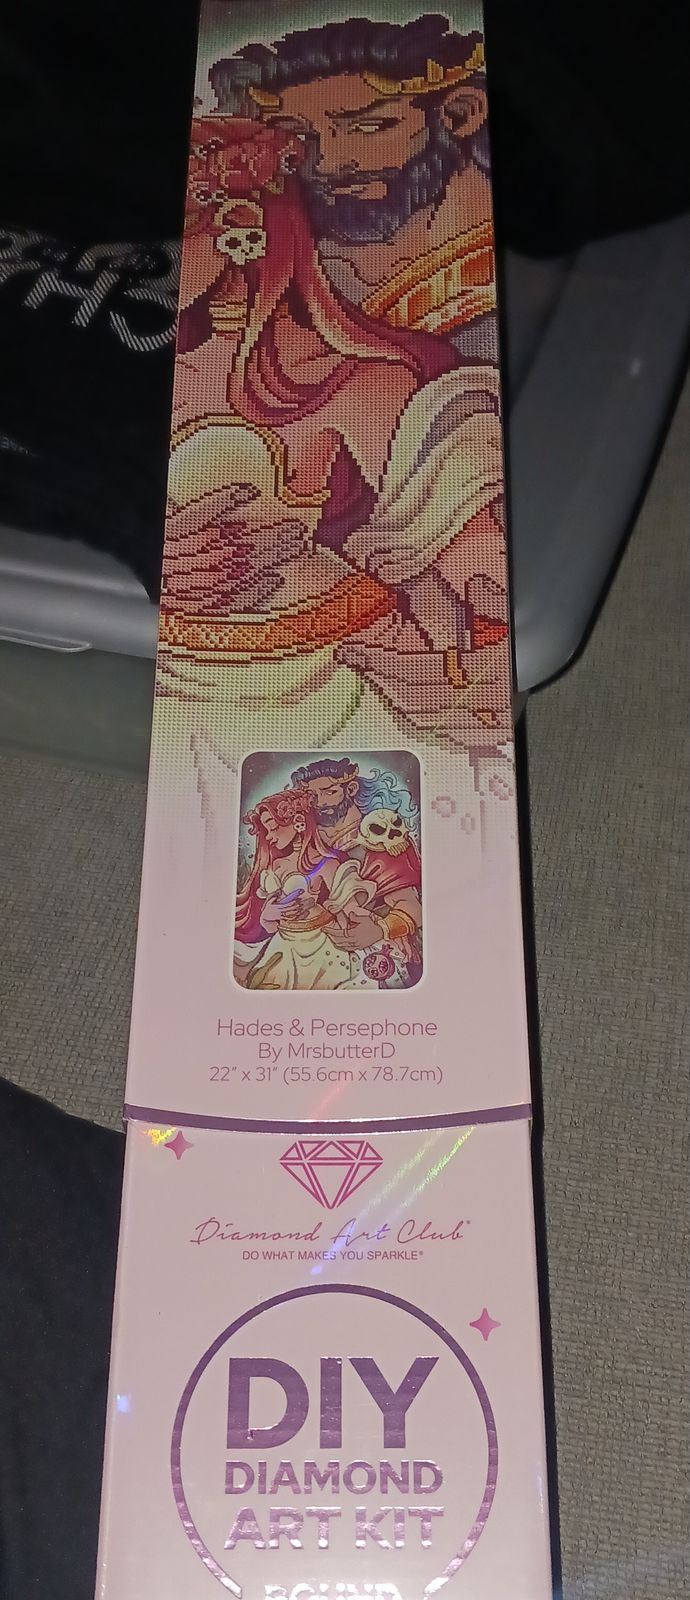 Hades & Persephone
By MrsbutterD
22" x 31" (55.6cm x 78.7cm)
Diamond Art Club®
DO WHAT MAKES YOU SPARKLE®
DIY
DIAMOND
ART KIT
ROUND